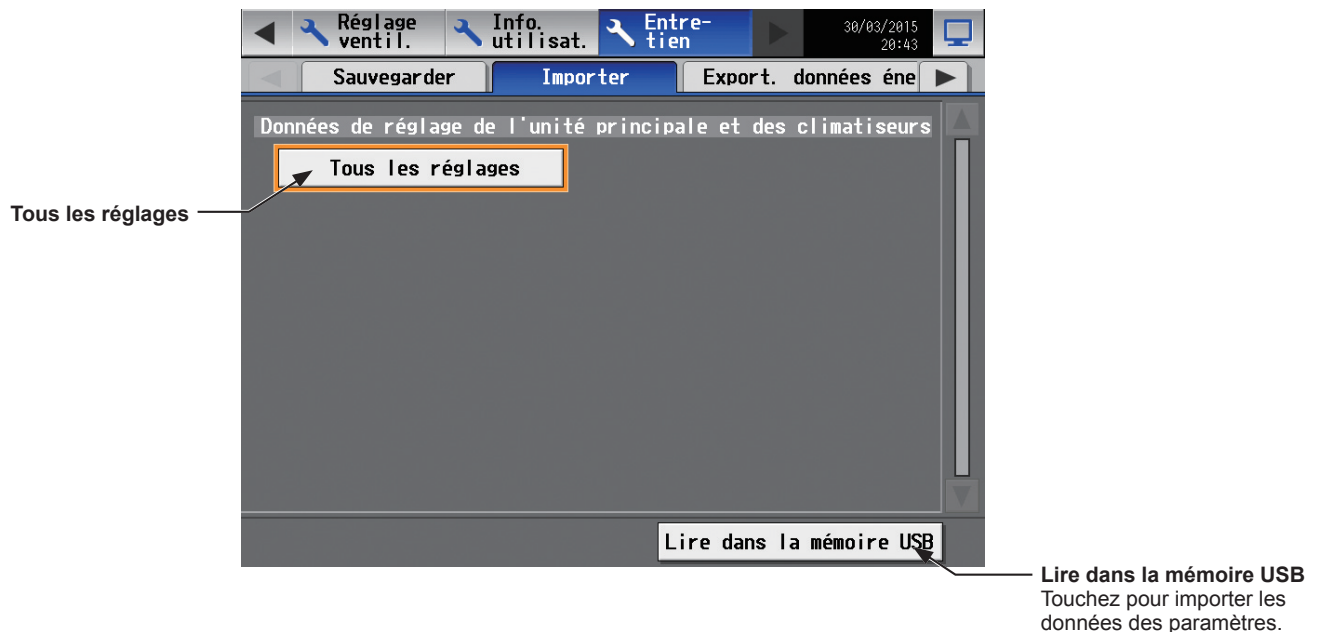 Réglage ventil.
Info. utilisat.
Entre-
tien
30/03/2015
20:43
Sauvegarder
Importer
Export. données éne
Données de réglage de l'unité principale et des climatiseurs
Tous les réglages
Tous les réglages
Lire dans la mémoire USB
Lire dans la mémoire USB
Touchez pour importer les
données des paramètres.